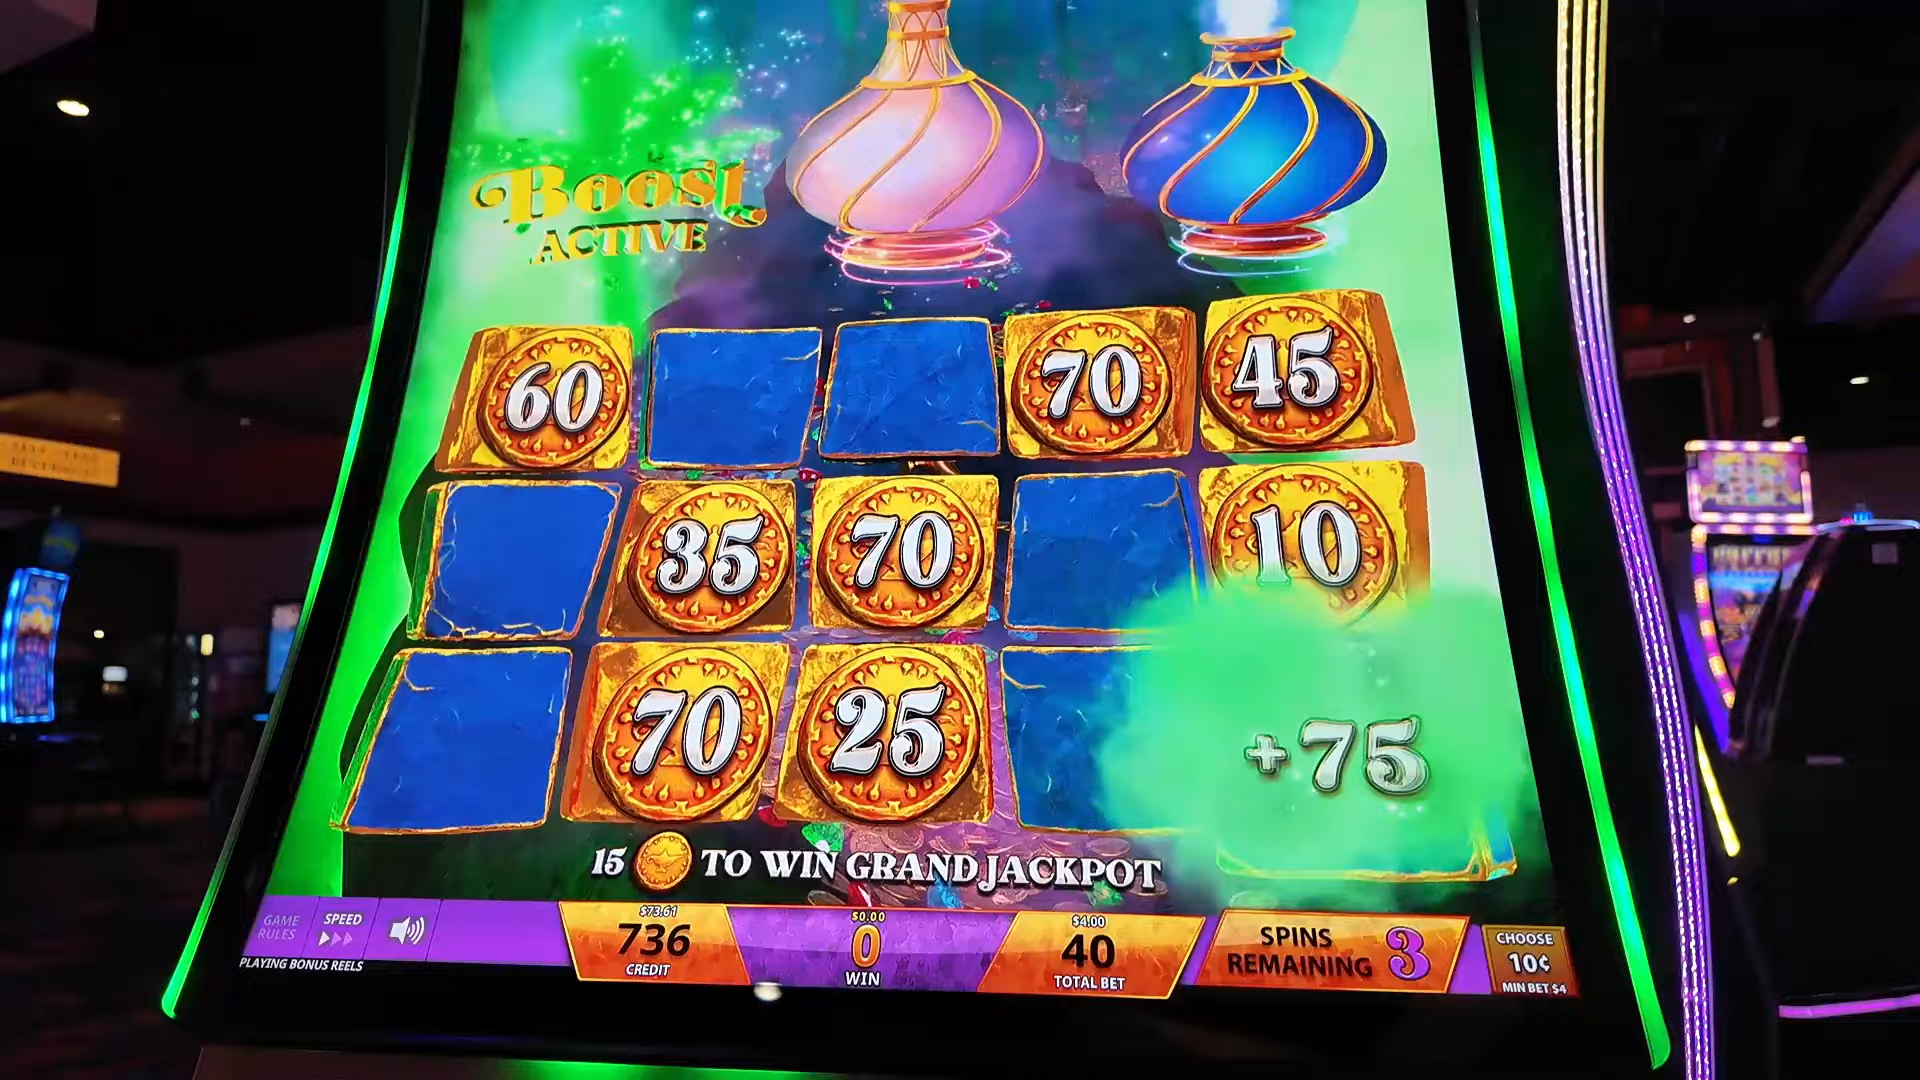 BOOST
ACTIVE
60
70
45
35
70
10
70
25
+75
15 TO WIN GRAND JACKPOT
GAME RULES
SPEED
$73.61
736
CREDIT
$0.00
0
WIN
$4.00
40
TOTAL BET
SPINS REMAINING 3
CHOOSE
10¢
MIN BET $4
PLAYING BONUS REELS